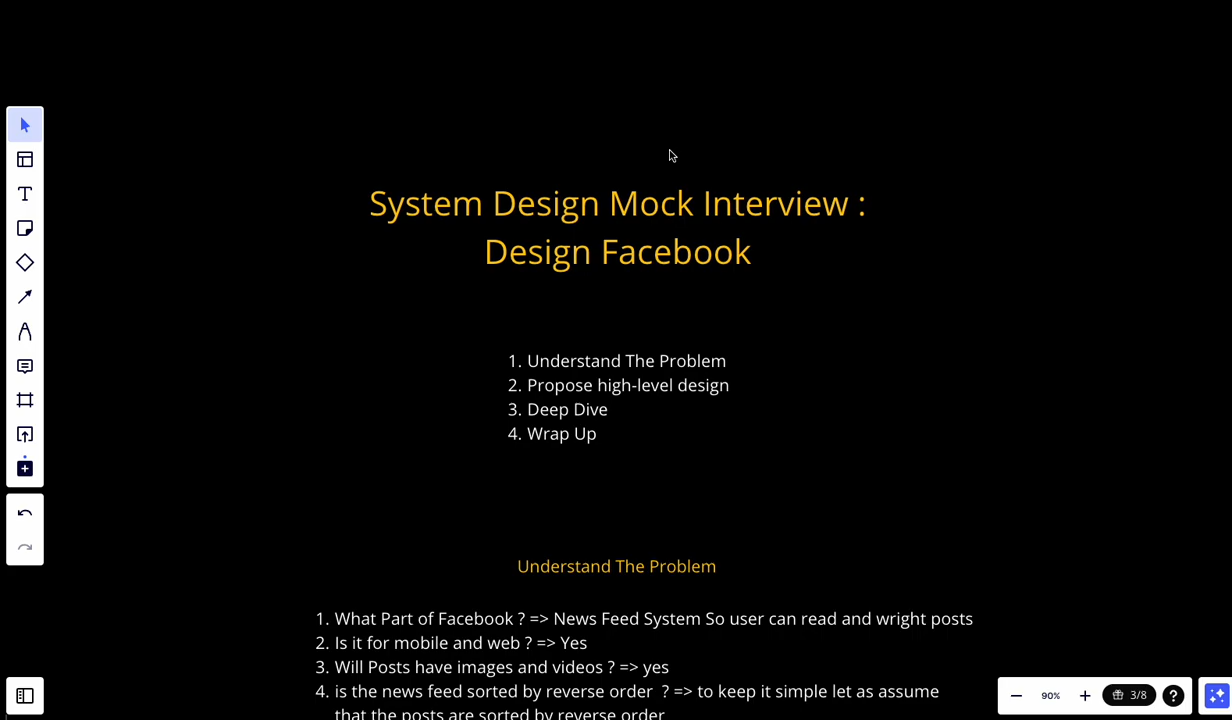 System Design Mock Interview :
Design Facebook
1. Understand The Problem
2. Propose high-level design
3. Deep Dive
4. Wrap Up
Understand The Problem
1. What Part of Facebook ? => News Feed System So user can read and wright posts
2. Is it for mobile and web ? => Yes
3. Will Posts have images and videos ? => yes
4. is the news feed sorted by reverse order ? => to keep it simple let as assume
that the posts are sorted by reverse order
90%
3/8